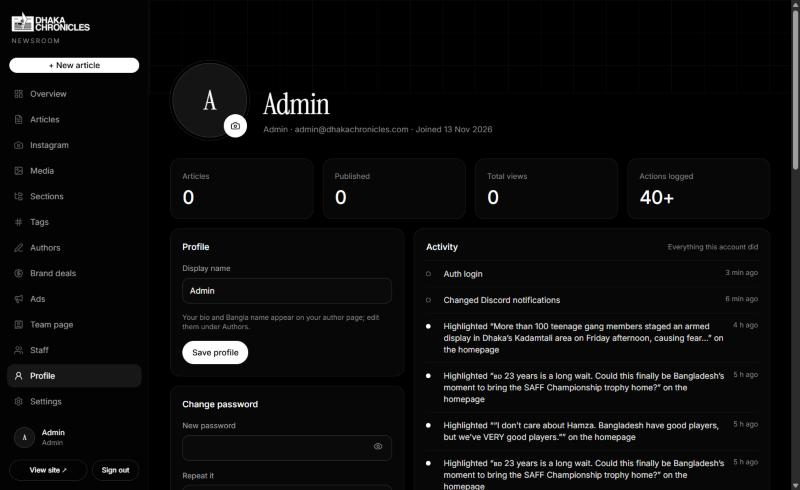 DHAKA
CHRONICLES
NEWSROOM
+ New article
Overview
Articles
Instagram
Media
Sections
Tags
Authors
Brand deals
Ads
Team page
Staff
Profile
Settings
A
Admin
Admin
View site ↗
Sign out
A
Admin
Admin · admin@dhakachronicles.com · Joined 13 Nov 2026
Articles
0
Published
0
Total views
0
Actions logged
40+
Profile
Display name
Admin
Your bio and Bangla name appear on your author page; edit
them under Authors.
Save profile
Change password
New password
Repeat it
Activity
Everything this account did
Auth login
3 min ago
Changed Discord notifications
6 min ago
Highlighted “More than 100 teenage gang members staged an armed
display in Dhaka’s Kadamtali area on Friday afternoon, causing fear…” on
the homepage
4 h ago
Highlighted “🇧🇩 23 years is a long wait. Could this finally be Bangladesh’s
moment to bring the SAFF Championship trophy home?” on the
homepage
5 h ago
Highlighted “"I don’t care about Hamza. Bangladesh have good players,
but we’ve VERY good players."” on the homepage
5 h ago
Highlighted “🇧🇩 23 years is a long wait. Could this finally be Bangladesh’s
moment to bring the SAFF Championship trophy home?” on the
homepage
5 h ago